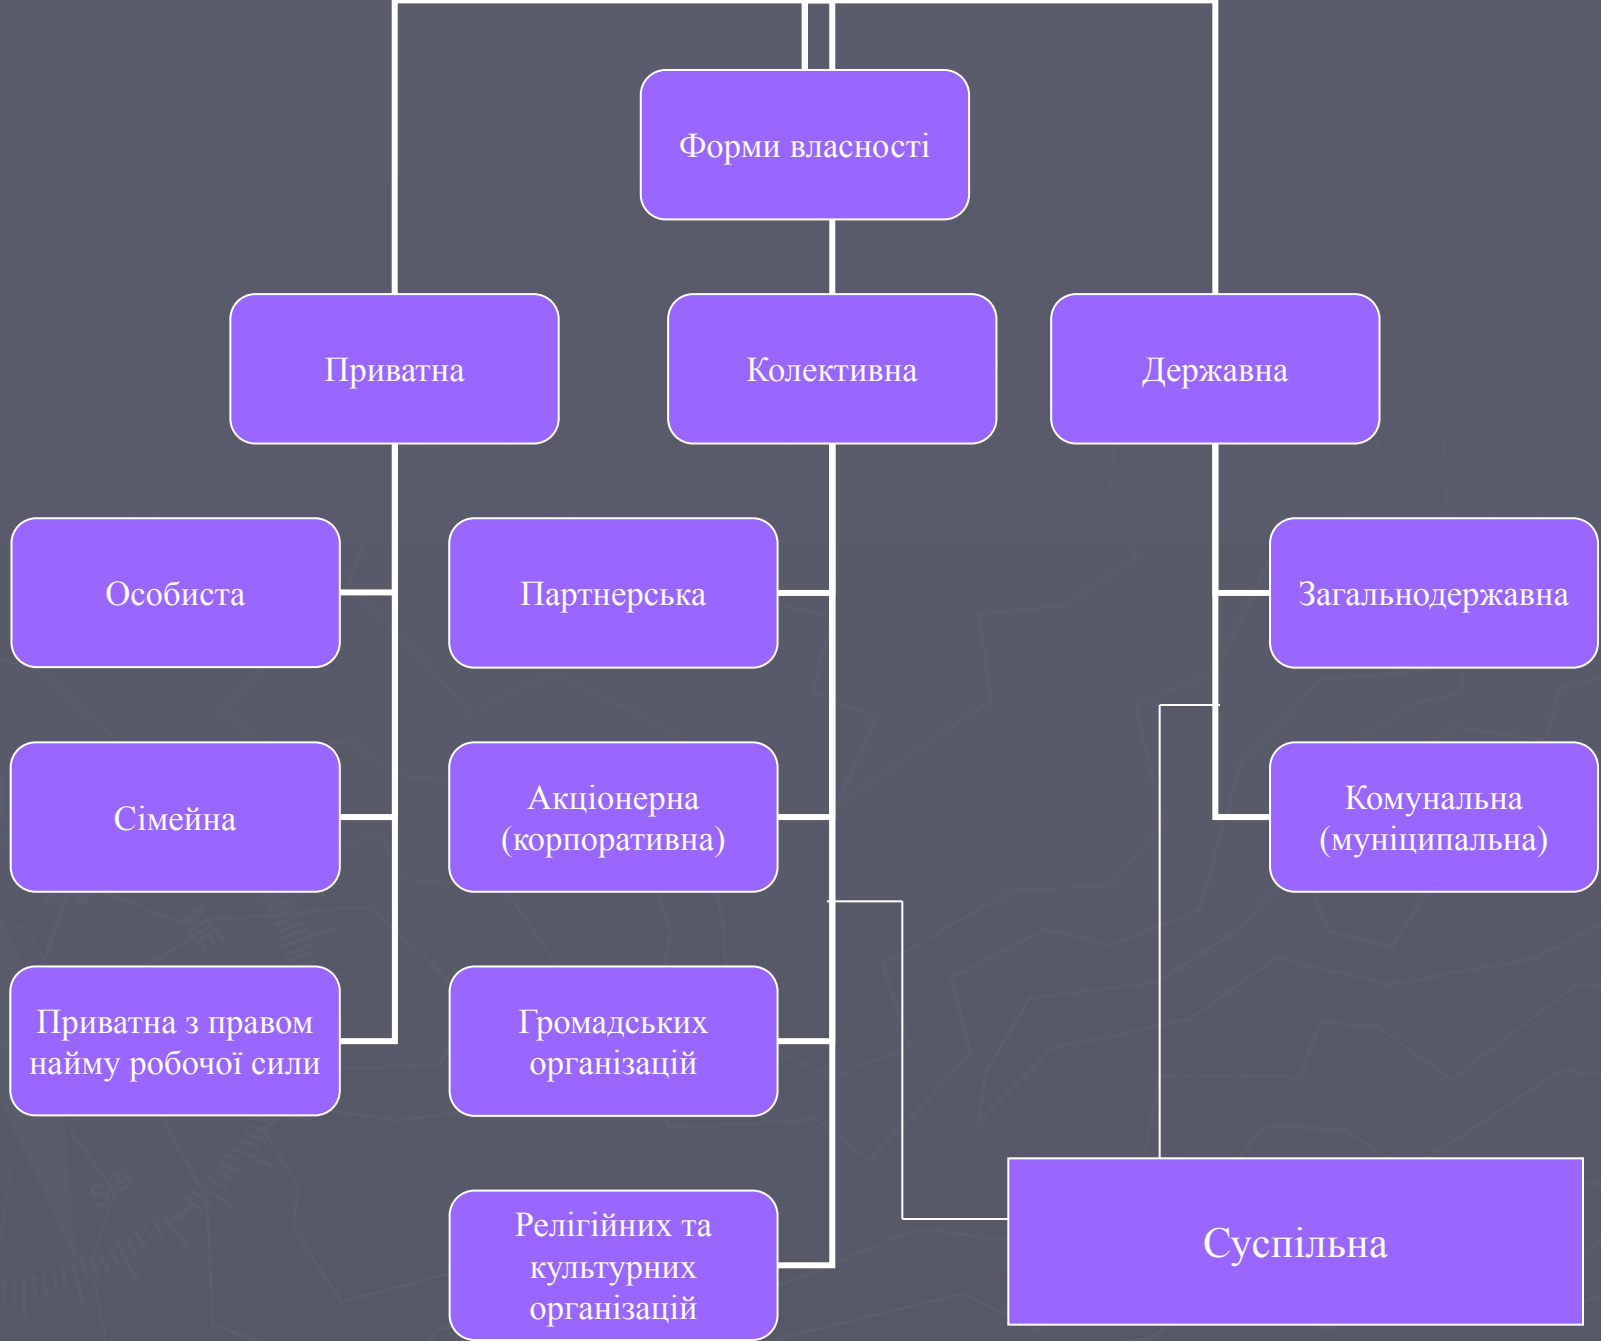 Форми власності
Приватна
Колективна
Державна
Особиста
Партнерська
Загальнодержавна
Сімейна
Акціонерна
(корпоративна)
Комунальна
(муніципальна)
Приватна з правом
найму робочої сили
Громадських
організацій
Релігійних та
культурних
організацій
Суспільна